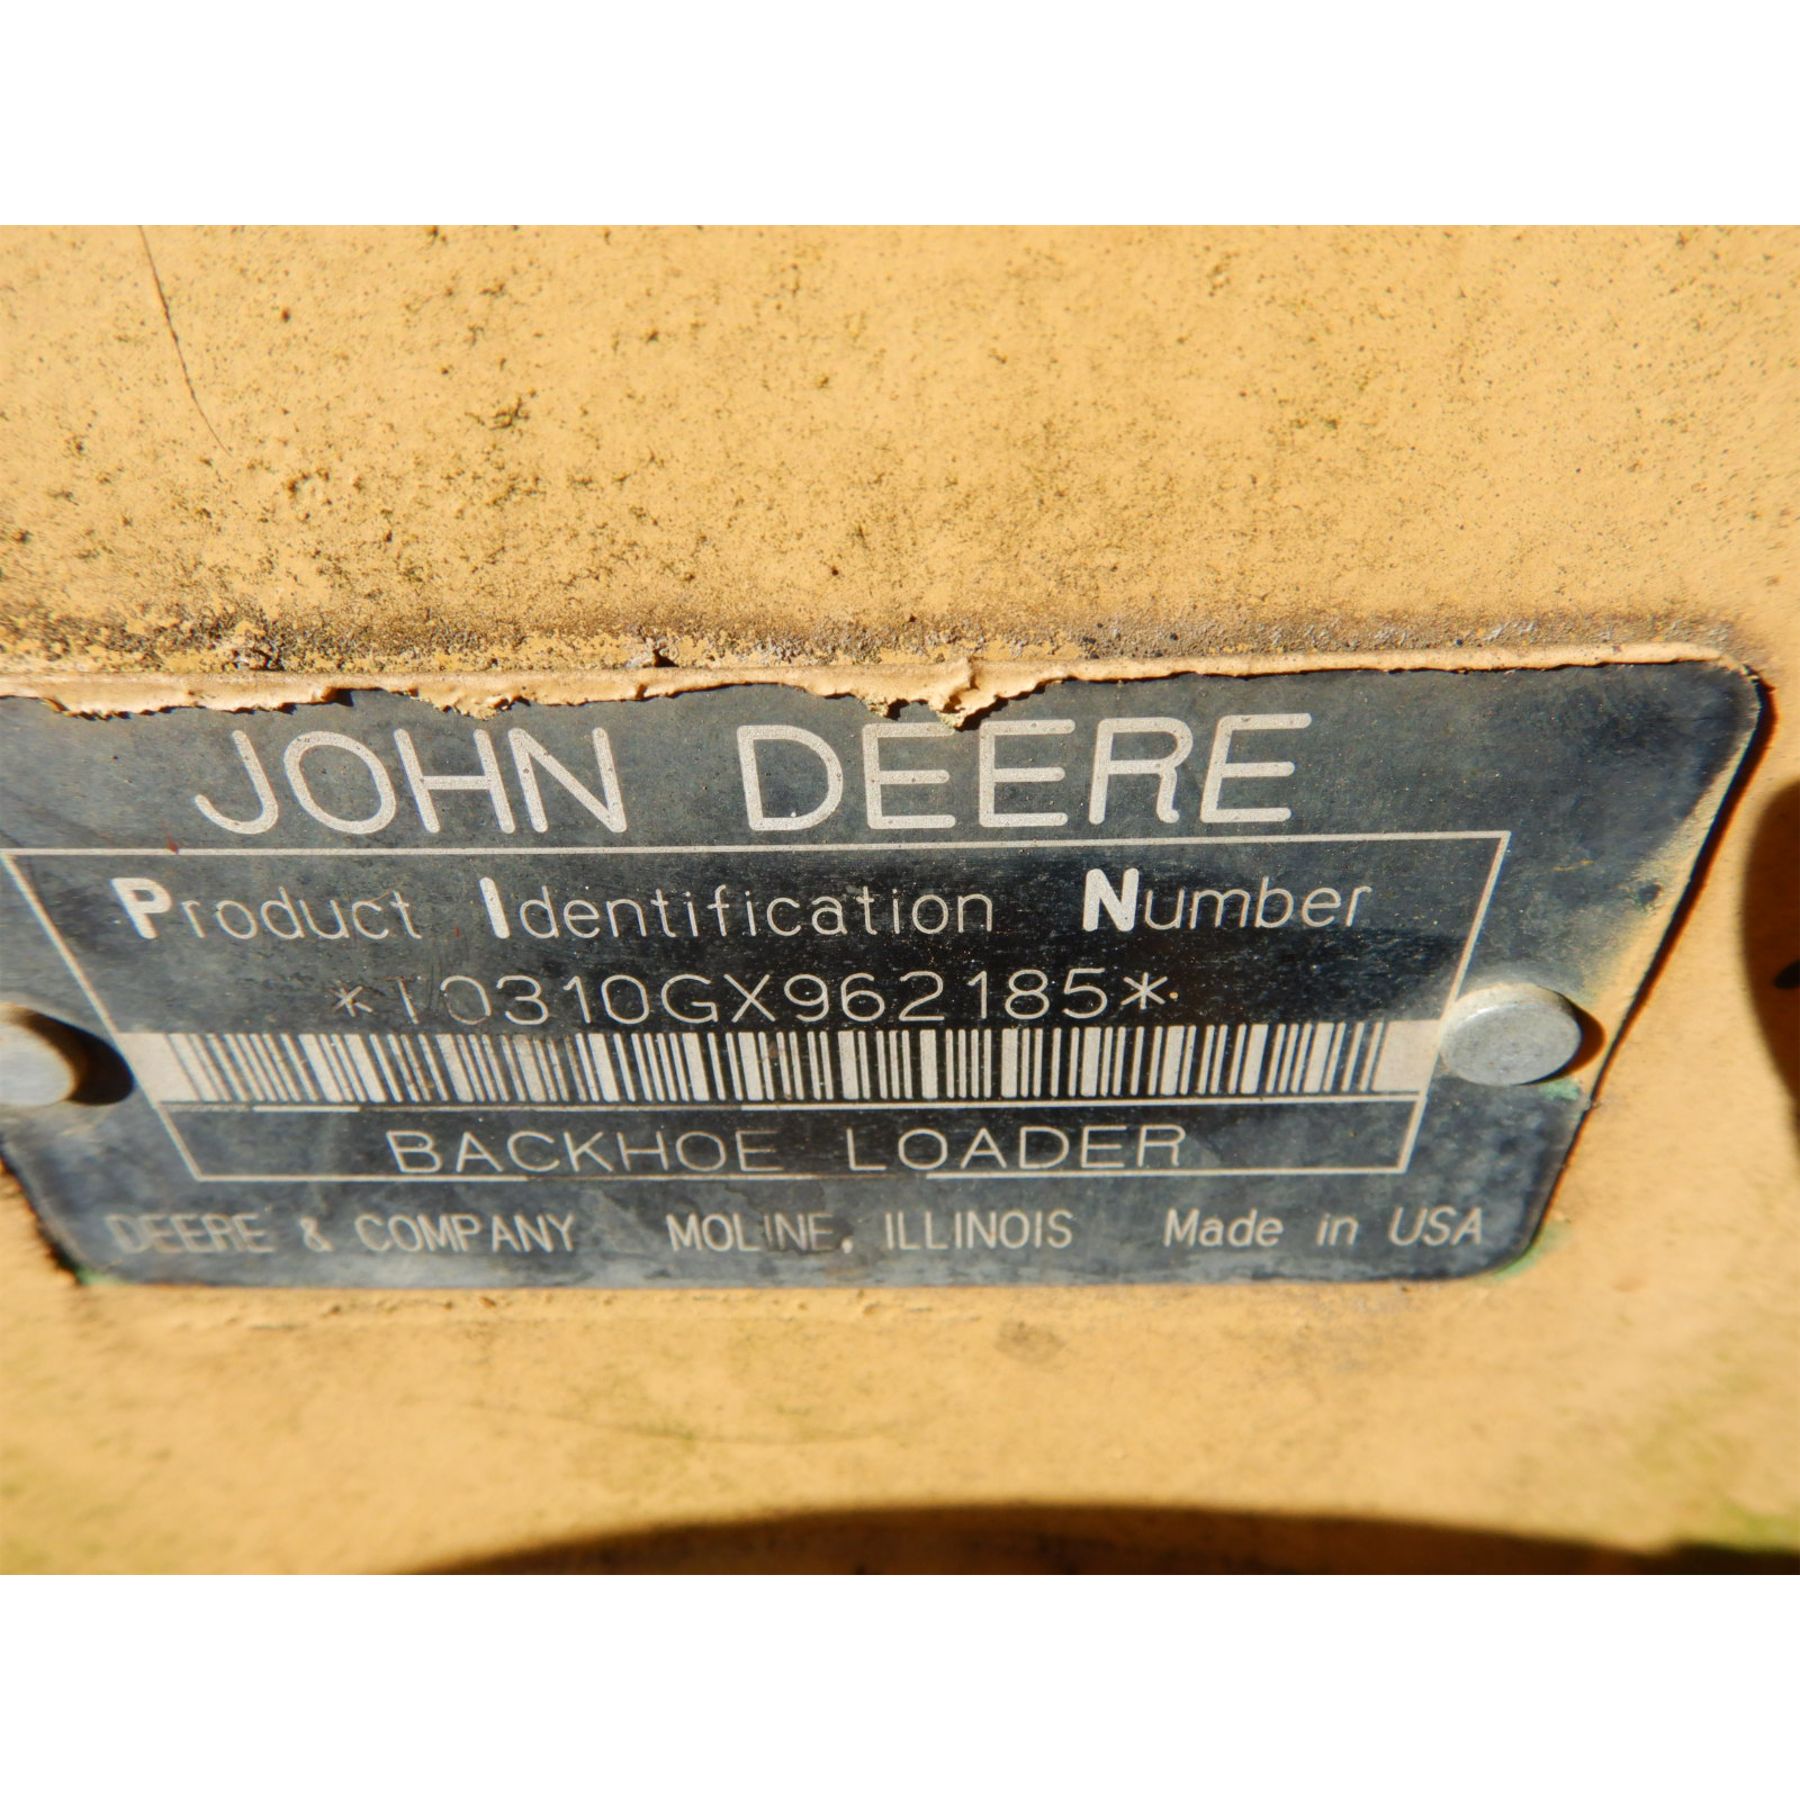 JOHN DEERE
Product Identification Number
*T0310GX962185*
BACKHOE LOADER
DEERE & COMPANY MOLINE, ILLINOIS Made in USA